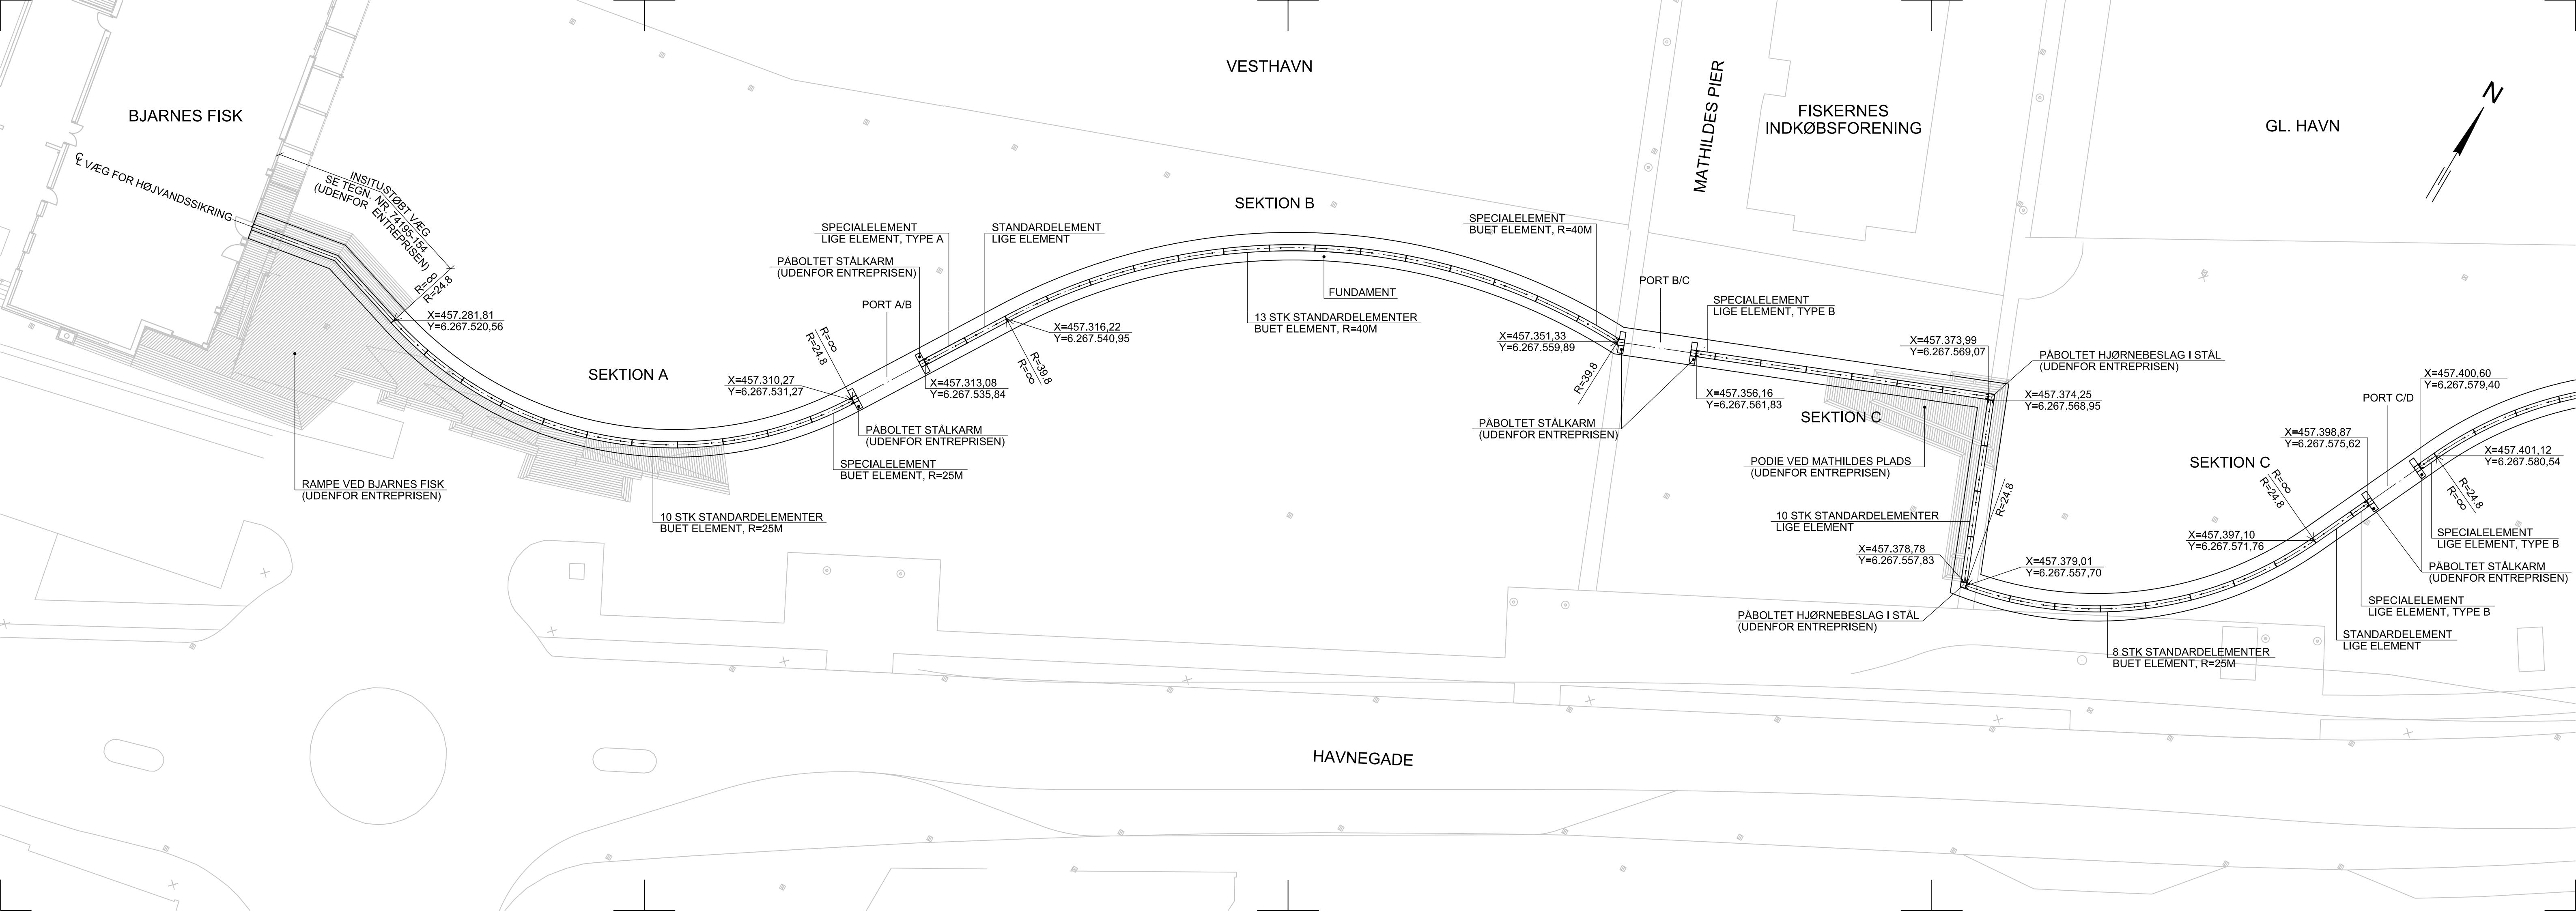 BJARNES FISK
℄ VÆG FOR HØJVANDSSIKRING
INSITUSTØBT VÆG
SE TEGN. NR. 74195-154
(UDENFOR ENTREPRISEN)
R=∞
R=24.8
X=457.281,81
Y=6.267.520,56
RAMPE VED BJARNES FISK
(UDENFOR ENTREPRISEN)
SEKTION A
10 STK STANDARDELEMENTER
BUET ELEMENT, R=25M
X=457.310,27
Y=6.267.531,27
R=∞
R=24.8
SPECIALELEMENT
LIGE ELEMENT, TYPE A
PÅBOLTET STÅLKARM
(UDENFOR ENTREPRISEN)
PORT A/B
STANDARDELEMENT
LIGE ELEMENT
X=457.313,08
Y=6.267.535,84
PÅBOLTET STÅLKARM
(UDENFOR ENTREPRISEN)
SPECIALELEMENT
BUET ELEMENT, R=25M
X=457.316,22
Y=6.267.540,95
R=39.8
R=∞
VESTHAVN
SEKTION B
FUNDAMENT
13 STK STANDARDELEMENTER
BUET ELEMENT, R=40M
SPECIALELEMENT
BUET ELEMENT, R=40M
X=457.351,33
Y=6.267.559,89
R=39.8
PÅBOLTET STÅLKARM
(UDENFOR ENTREPRISEN)
PORT B/C
MATHILDES PIER
FISKERNES
INDKØBSFORENING
SPECIALELEMENT
LIGE ELEMENT, TYPE B
X=457.356,16
Y=6.267.561,83
SEKTION C
X=457.373,99
Y=6.267.569,07
PÅBOLTET HJØRNEBESLAG I STÅL
(UDENFOR ENTREPRISEN)
X=457.374,25
Y=6.267.568,95
PODIE VED MATHILDES PLADS
(UDENFOR ENTREPRISEN)
10 STK STANDARDELEMENTER
LIGE ELEMENT
R=24.8
X=457.378,78
Y=6.267.557,83
X=457.379,01
Y=6.267.557,70
PÅBOLTET HJØRNEBESLAG I STÅL
(UDENFOR ENTREPRISEN)
8 STK STANDARDELEMENTER
BUET ELEMENT, R=25M
GL. HAVN
N
SEKTION C
R=∞
R=24.8
X=457.397,10
Y=6.267.571,76
X=457.398,87
Y=6.267.575,62
PORT C/D
X=457.400,60
Y=6.267.579,40
X=457.401,12
Y=6.267.580,54
R=24.8
R=∞
SPECIALELEMENT
LIGE ELEMENT, TYPE B
PÅBOLTET STÅLKARM
(UDENFOR ENTREPRISEN)
SPECIALELEMENT
LIGE ELEMENT, TYPE B
STANDARDELEMENT
LIGE ELEMENT
HAVNEGADE